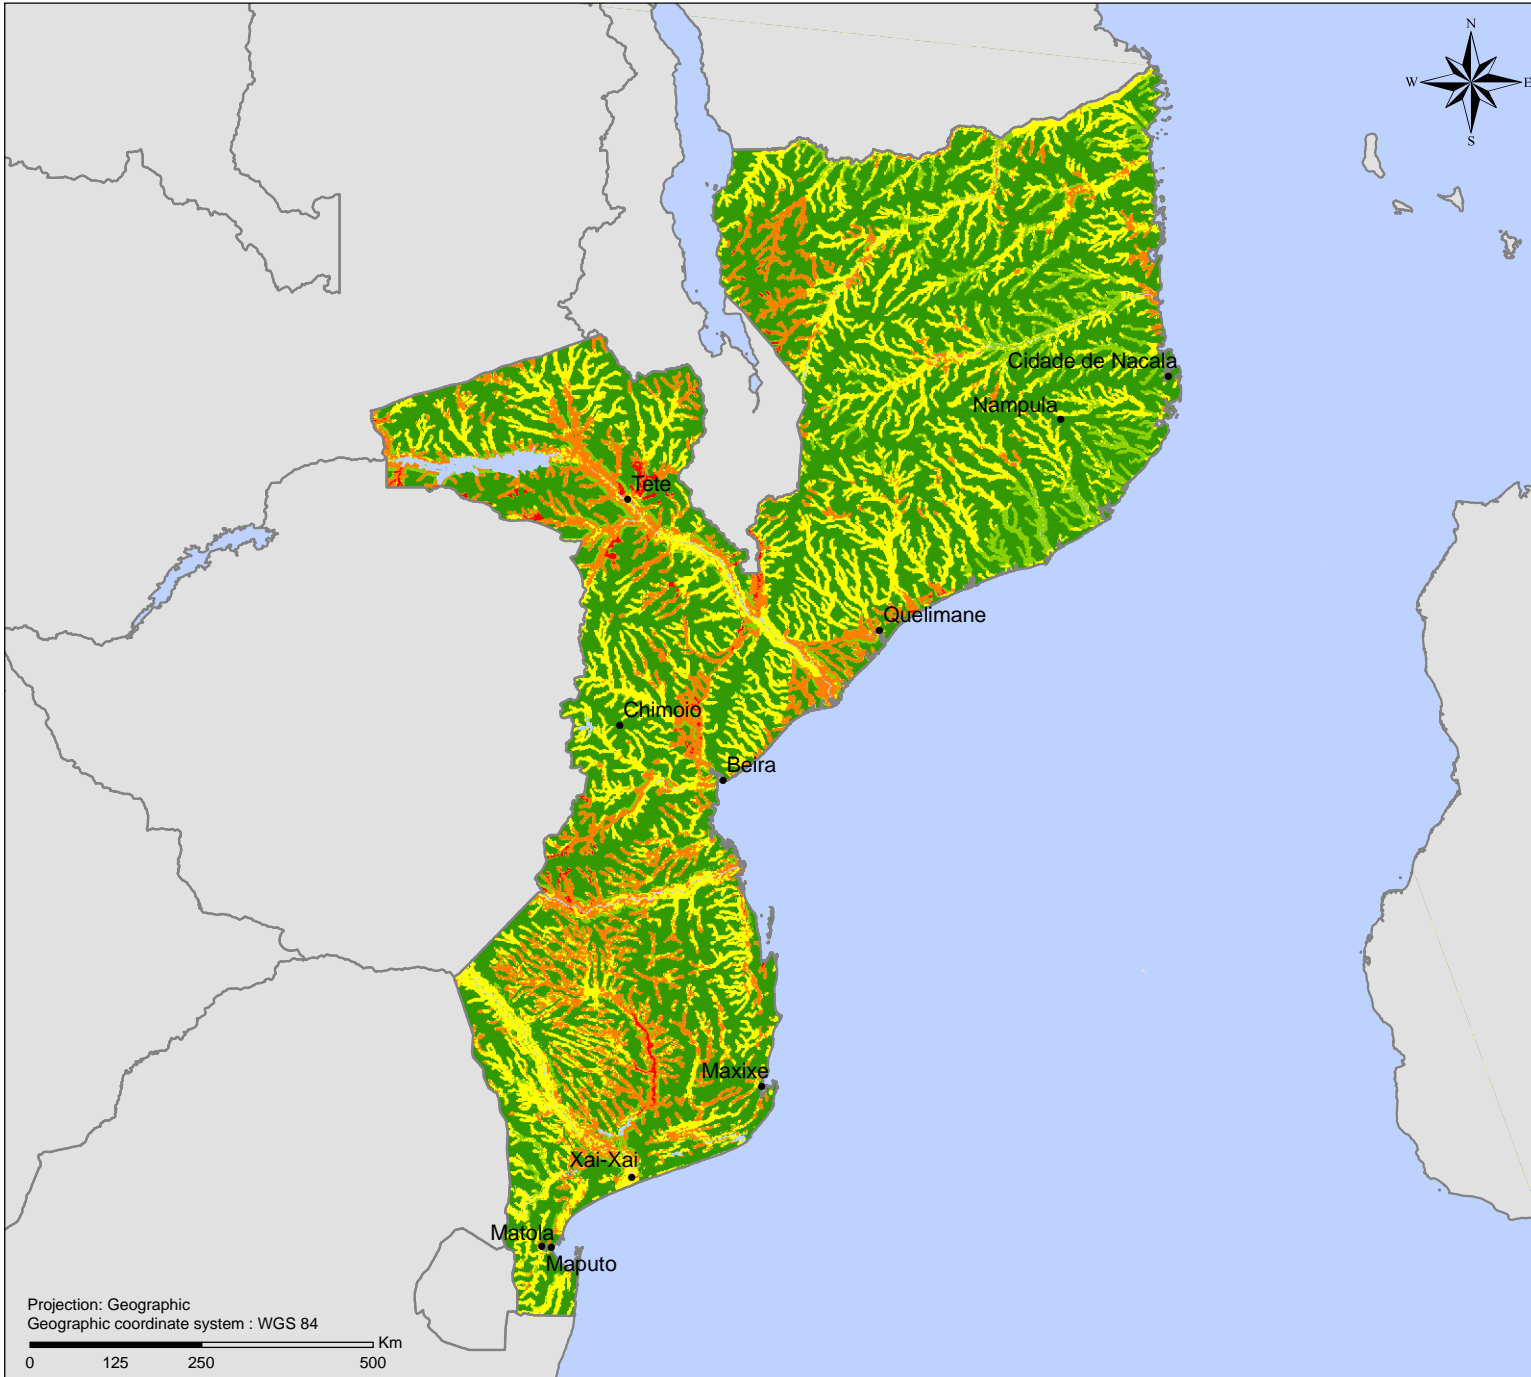 N
W E
S
Cidade de Nacala
Nampula
Tete
Quelimane
Chimoio
Beira
Maxixe
Xai-Xai
Matola
Maputo
Projection: Geographic
Geographic coordinate system : WGS 84
Km
0 125 250 500